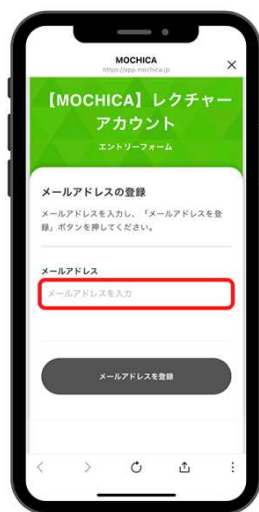 MOCHICA
https://app.mochica.jp
【MOCHICA】レクチャー
アカウント
エントリーフォーム
メールアドレスの登録
メールアドレスを入力し、「メールアドレスを登
録」ボタンを押してください。
メールアドレス
メールアドレスを入力
メールアドレスを登録